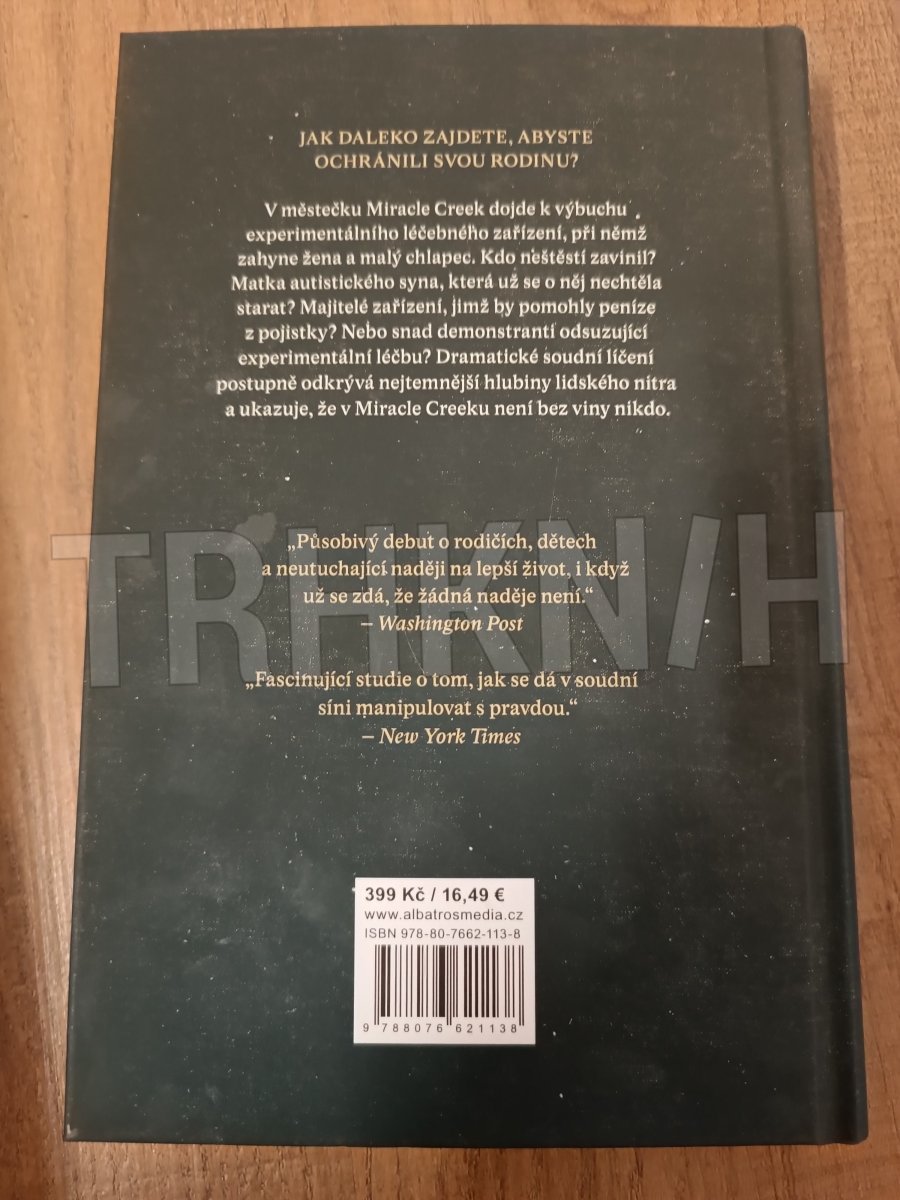 JAK DALEKO ZAJDETE, ABYSTE
OCHRÁNILI SVOU RODINU?
V městečku Miracle Creek dojde k výbuchu
experimentálního léčebného zařízení, při němž
zahyne žena a malý chlapec. Kdo neštěstí zavinil?
Matka autistického syna, která už se o něj nechtěla
starat? Majitelé zařízení, jimž by pomohly peníze
z pojistky? Nebo snad demonstranti odsuzující
experimentální léčbu? Dramatické soudní líčení
postupně odkrývá nejtemnější hlubiny lidského nitra
a ukazuje, že v Miracle Creeku není bez viny nikdo.
TRHKN/H
„Působivý debut o rodičích, dětech
a neutuchající naději na lepší život, i když
už se zdá, že žádná naděje není.“
– Washington Post
„Fascinující studie o tom, jak se dá v soudní
síni manipulovat s pravdou.“
– New York Times
399 Kč / 16,49 €
www.albatrosmedia.cz
ISBN 978-80-7662-113-8
9 788076 621138